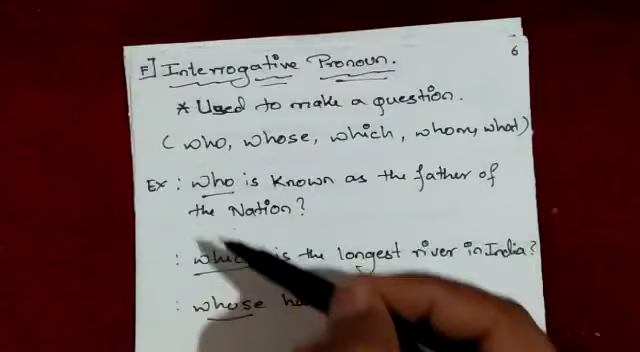 6
F] Interrogative Pronoun.
* Used to make a question.
( who, whose, which, whom, what)
Ex : who is known as the father of
the Nation?
: which is the longest river in India?
: whose